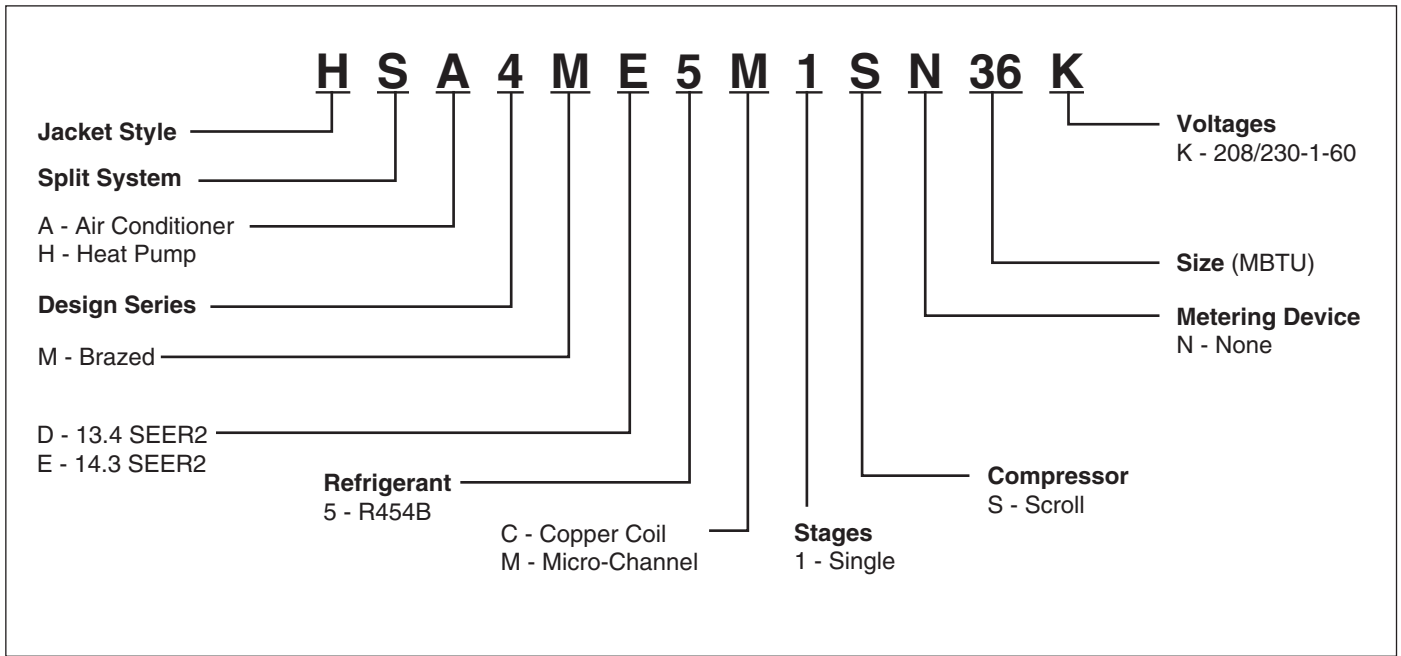 H S A 4 M E 5 M 1 S N 36 K
Jacket Style
Split System
A - Air Conditioner
H - Heat Pump
Design Series
M - Brazed
D - 13.4 SEER2
E - 14.3 SEER2
Refrigerant
5 - R454B
C - Copper Coil
M - Micro-Channel
Stages
1 - Single
Compressor
S - Scroll
Metering Device
N - None
Size (MBTU)
Voltages
K - 208/230-1-60